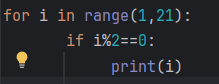 for i in range(1,21):
    if i%2==0:
        print(i)